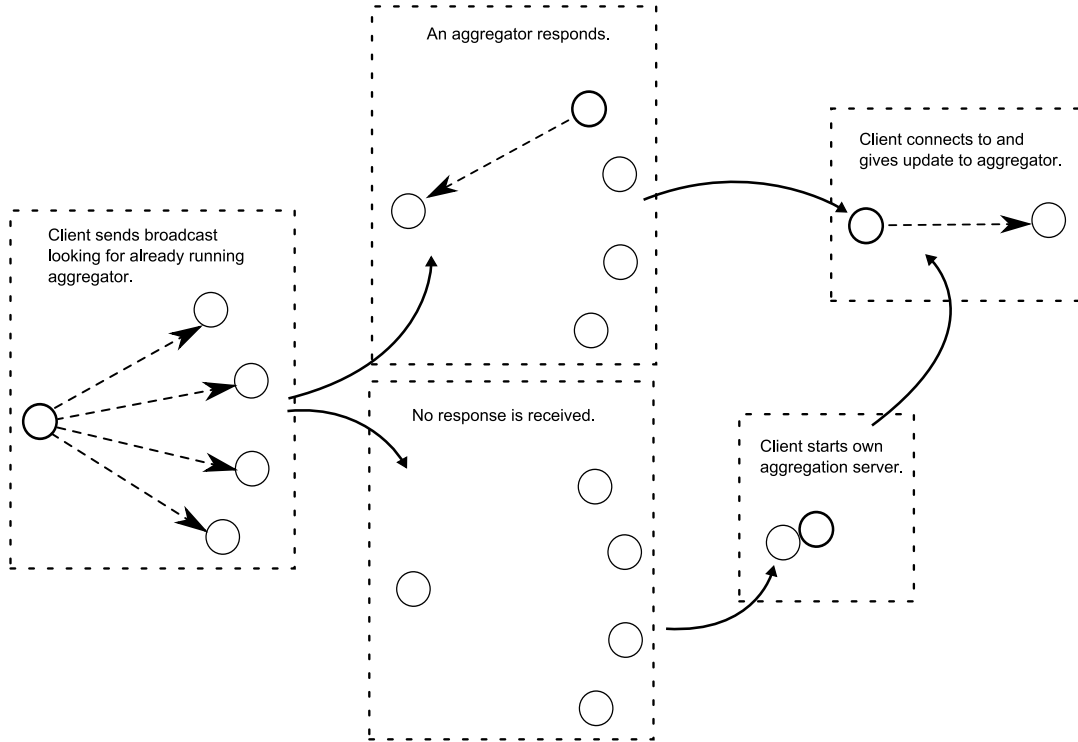 Client sends broadcast
looking for already running
aggregator.
An aggregator responds.
No response is received.
Client starts own
aggregation server.
Client connects to and
gives update to aggregator.